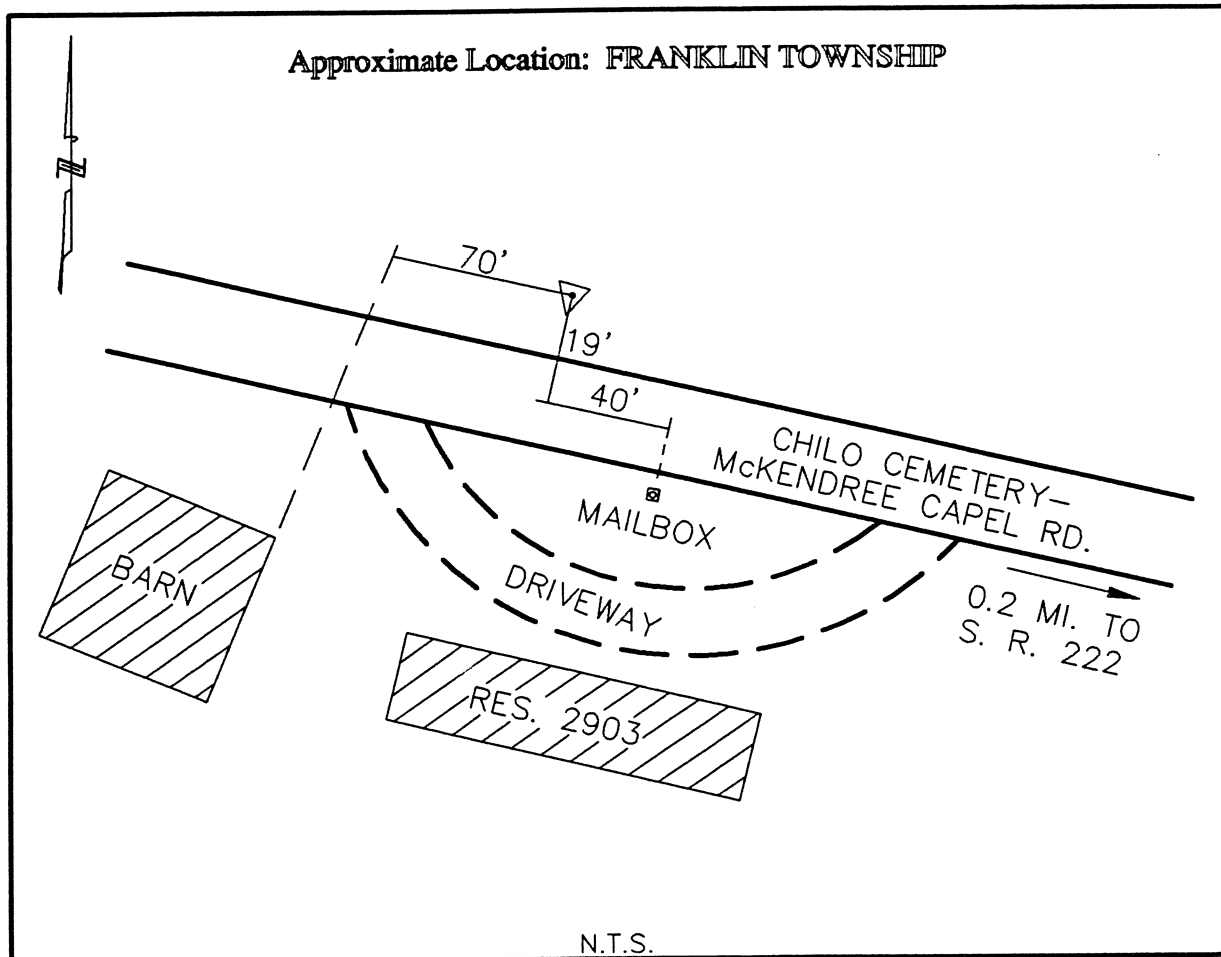 Approximate Location: FRANKLIN TOWNSHIP
N
70'
19'
40'
CHILO CEMETERY–
McKENDREE CAPEL RD.
MAILBOX
BARN
DRIVEWAY
0.2 MI. TO
S. R. 222
RES. 2903
N.T.S.